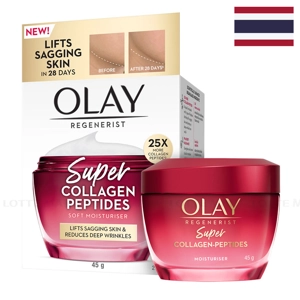 NEW!
LIFTS
SAGGING
SKIN
IN 28 DAYS
BEFORE
AFTER 28 DAYS
OLAY
REGENERIST
25X
MORE
COLLAGEN
PEPTIDES
Super
COLLAGEN
PEPTIDES
SOFT MOISTURISER
LIFTS SAGGING SKIN &
REDUCES DEEP WRINKLES
45 g
OLAY
REGENERIST
Super
COLLAGEN-PEPTIDES
MOISTURISER
45 g